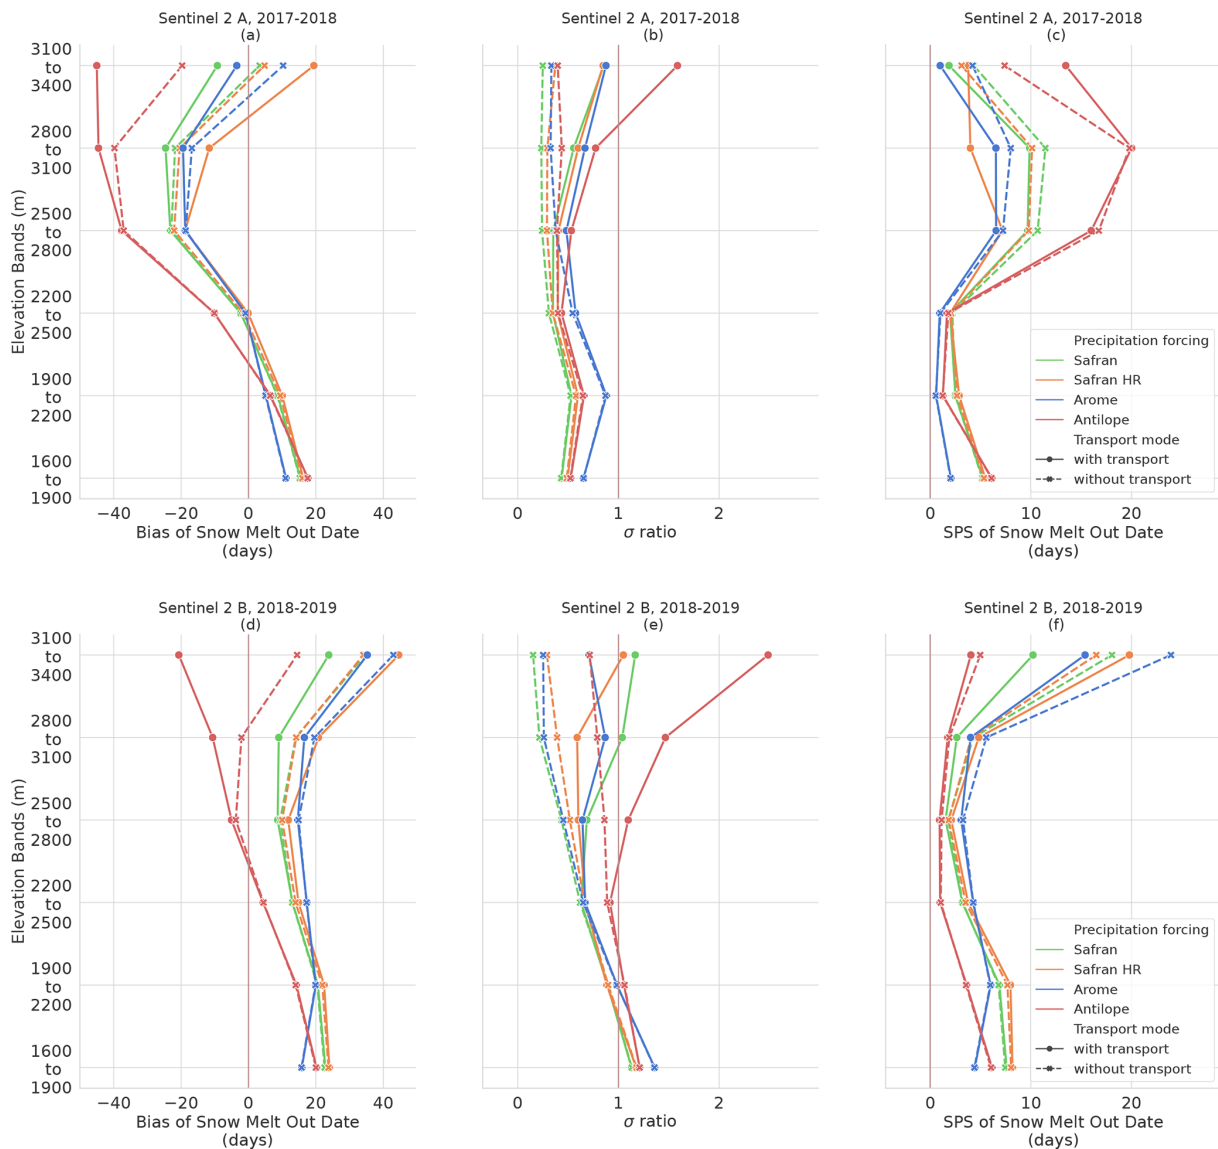 Sentinel 2 A, 2017-2018
(a)
Sentinel 2 A, 2017-2018
(b)
Sentinel 2 A, 2017-2018
(c)
Elevation Bands (m)
3100
to
3400
2800
to
3100
2500
to
2800
2200
to
2500
1900
to
2200
1600
to
1900
−40 −20 0 20 40
Bias of Snow Melt Out Date
(days)
0 1 2
σ ratio
Precipitation forcing
Safran
Safran HR
Arome
Antilope
Transport mode
with transport
without transport
0 10 20
SPS of Snow Melt Out Date
(days)
Sentinel 2 B, 2018-2019
(d)
Sentinel 2 B, 2018-2019
(e)
Sentinel 2 B, 2018-2019
(f)
Elevation Bands (m)
3100
to
3400
2800
to
3100
2500
to
2800
2200
to
2500
1900
to
2200
1600
to
1900
−40 −20 0 20 40
Bias of Snow Melt Out Date
(days)
0 1 2
σ ratio
Precipitation forcing
Safran
Safran HR
Arome
Antilope
Transport mode
with transport
without transport
0 10 20
SPS of Snow Melt Out Date
(days)